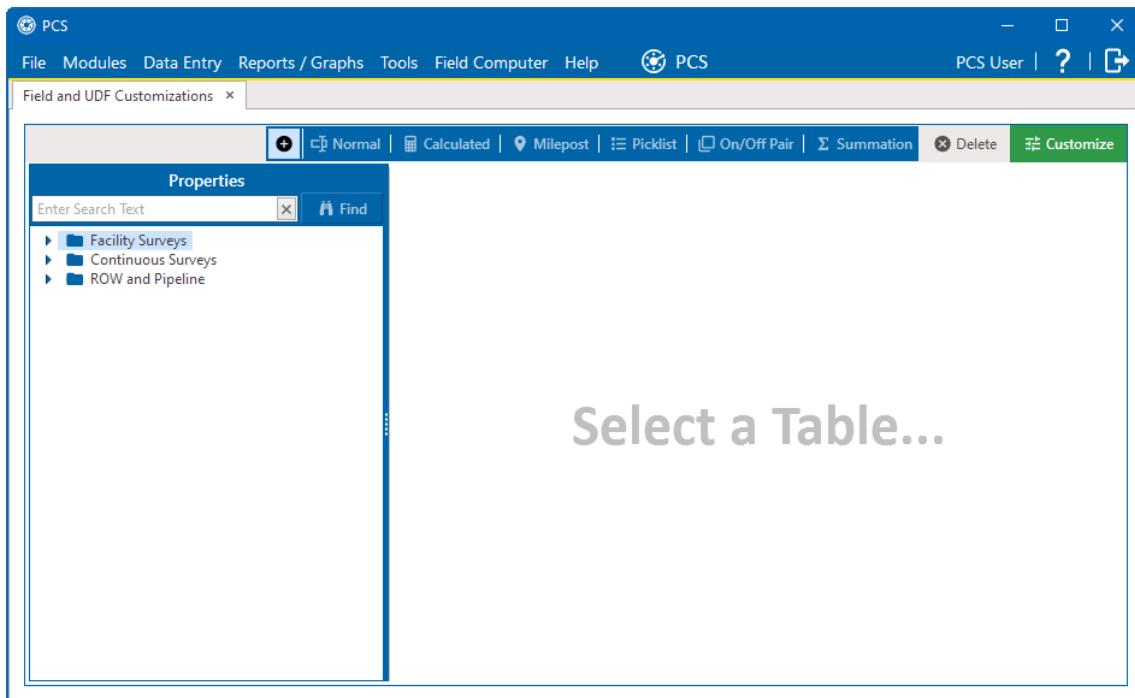 PCS
File Modules Data Entry Reports / Graphs Tools Field Computer Help PCS PCS User | ? |
Field and UDF Customizations ×
Normal | Calculated | Milepost | Picklist | On/Off Pair | Σ Summation Delete Customize
Properties
Enter Search Text Find
Facility Surveys
Continuous Surveys
ROW and Pipeline
Select a Table...